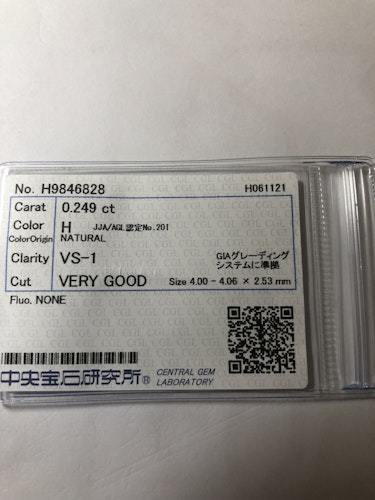 No. H9846828 H061121
Carat 0.249 ct
Color H JJA/AGL認定No.201
ColorOrigin NATURAL
Clarity VS-1 GIAグレーディング
システムに準拠
Cut VERY GOOD Size 4.00 - 4.06 × 2.53 mm
Fluo. NONE
中央宝石研究所® CENTRAL GEM
LABORATORY